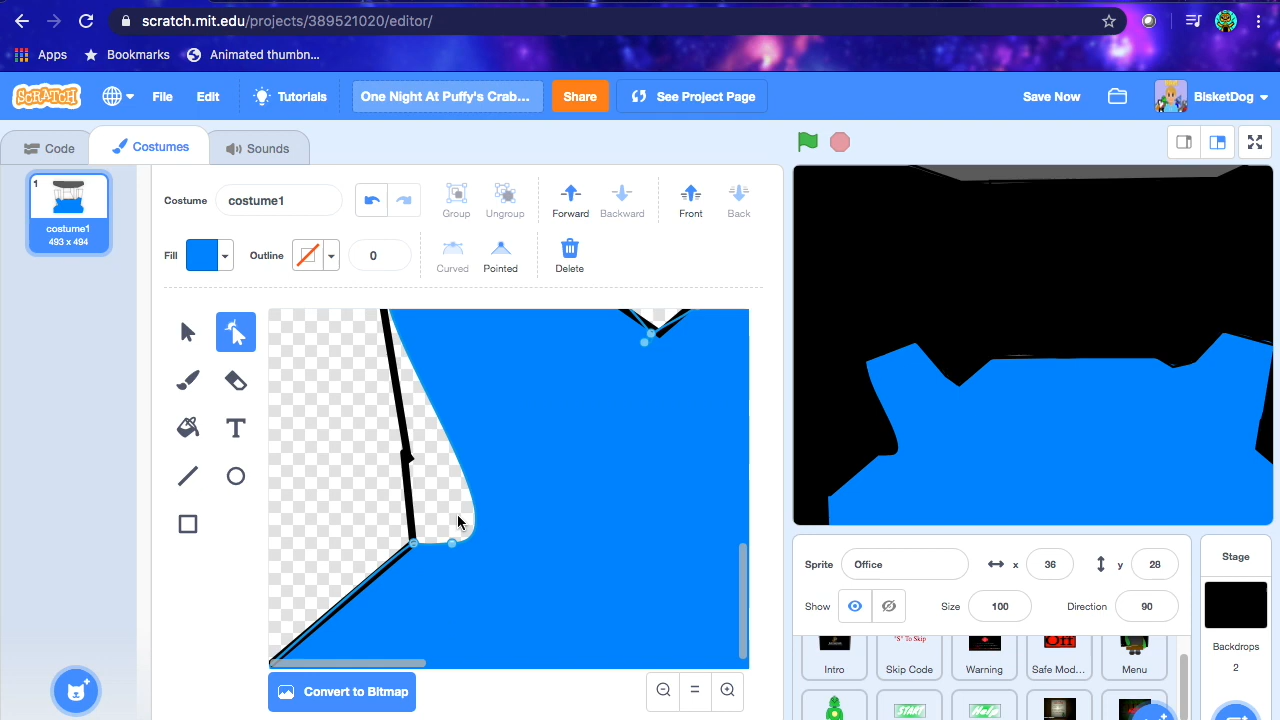 scratch.mit.edu/projects/389521020/editor/
Apps Bookmarks Animated thumbn...
SCRATCH File Edit Tutorials One Night At Puffy's Crab... Share See Project Page Save Now BisketDog
Code Costumes Sounds
1
costume1
493 x 494
Costume costume1 Group Ungroup Forward Backward Front Back
Fill Outline 0 Curved Pointed Delete
T
Convert to Bitmap
Sprite Office x 36 y 28
Show Size 100 Direction 90
Stage
Backdrops
2
"S" To Skip
Intro Skip Code Warning Safe Mod... Menu
START Help